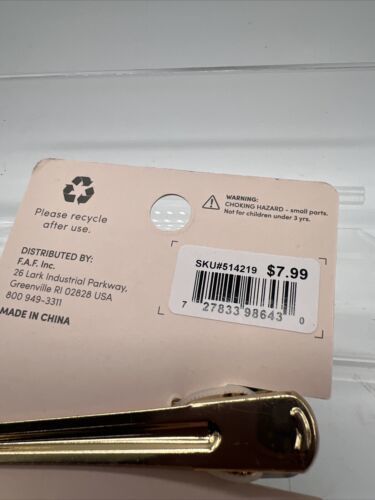 Please recycle
after use.
WARNING:
CHOKING HAZARD - small parts.
Not for children under 3 yrs.
DISTRIBUTED BY:
F.A.F. Inc.
26 Lark Industrial Parkway,
Greenville RI 02828 USA
800 949-3311
MADE IN CHINA
SKU#514219 $7.99
7 27833 98643 0